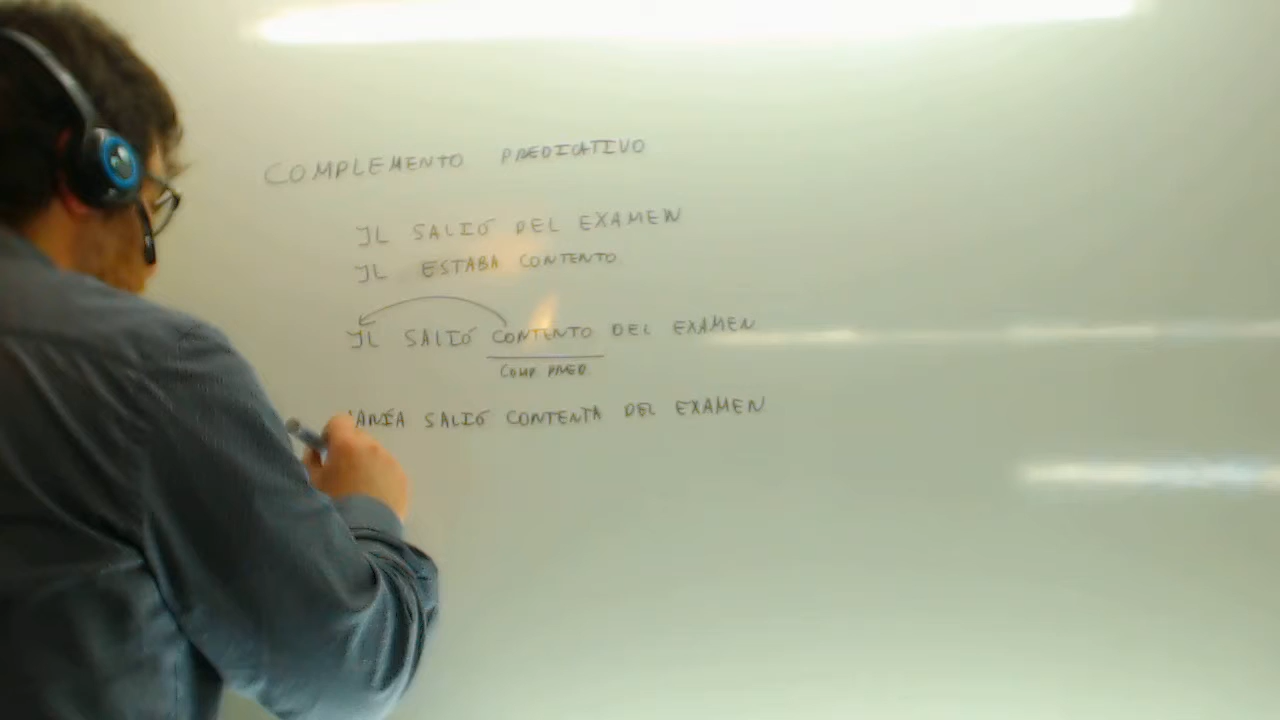 COMPLEMENTO PREDICATIVO
JL SALIÓ DEL EXAMEN
JL ESTABA CONTENTO
JL SALIÓ CONTENTO DEL EXAMEN
COMP PRED.
ARÍA SALIÓ CONTENTA DEL EXAMEN